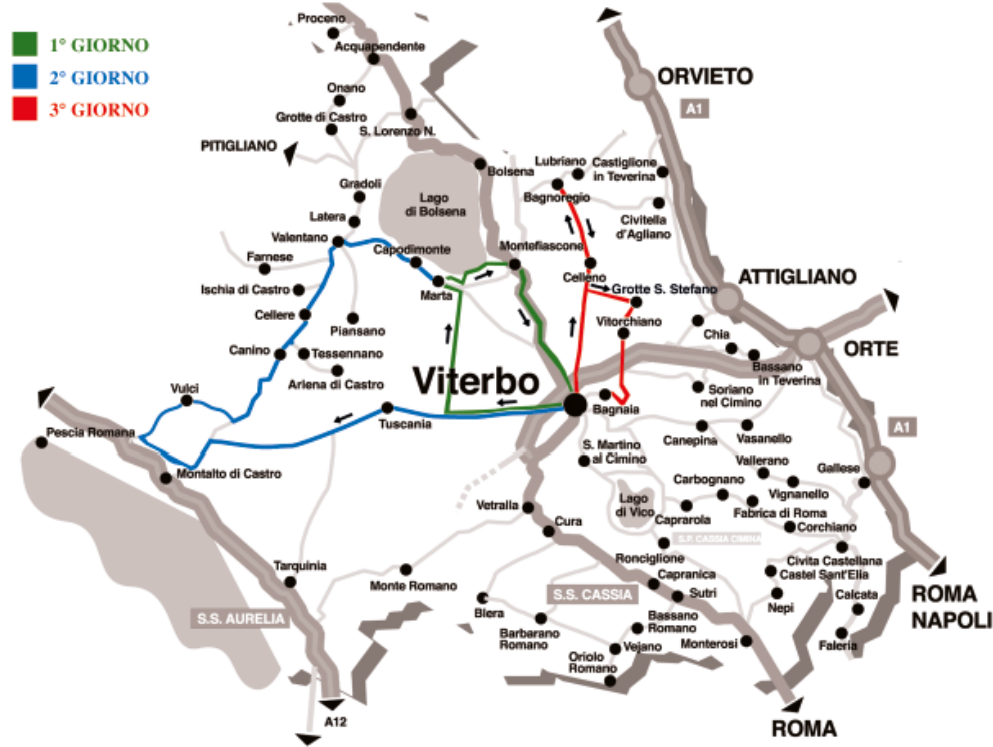 1° GIORNO
2° GIORNO
3° GIORNO
Proceno
Acquapendente
Onano
Grotte di Castro
S. Lorenzo N.
PITIGLIANO
Bolsena
Gradoli
Lago
di Bolsena
Latera
Valentano
Capodimonte
Montefiascone
Farnese
Marta
Ischia di Castro
Cellere
Piansano
Canino
Tessennano
Arlena di Castro
Vulci
Viterbo
Tuscania
Pescia Romana
Montalto di Castro
Tarquinia
S.S. AURELIA
A12
Monte Romano
Vetralla
Cura
Blera
Barbarano
Romano
S.S. CASSIA
Oriolo
Romano
Vejano
Bassano
Romano
Monterosi
Sutri
Capranica
Ronciglione
ROMA
ORVIETO
A1
Lubriano
Castiglione
in Teverina
Bagnoregio
Civitella
d'Agliano
Celleno
Grotte S. Stefano
Vitorchiano
ATTIGLIANO
Chia
Bassano
in Teverina
ORTE
Bagnaia
Soriano
nel Cimino
S. Martino
al Cimino
Canepina
Vasanello
A1
Vallerano
Gallese
Carbognano
Vignanello
Lago
di Vico
Caprarola
Fabrica di Roma
Corchiano
S.P. CASSIA CIMINA
Civita Castellana
Castel Sant'Elia
Nepi
Calcata
Faleria
ROMA
NAPOLI